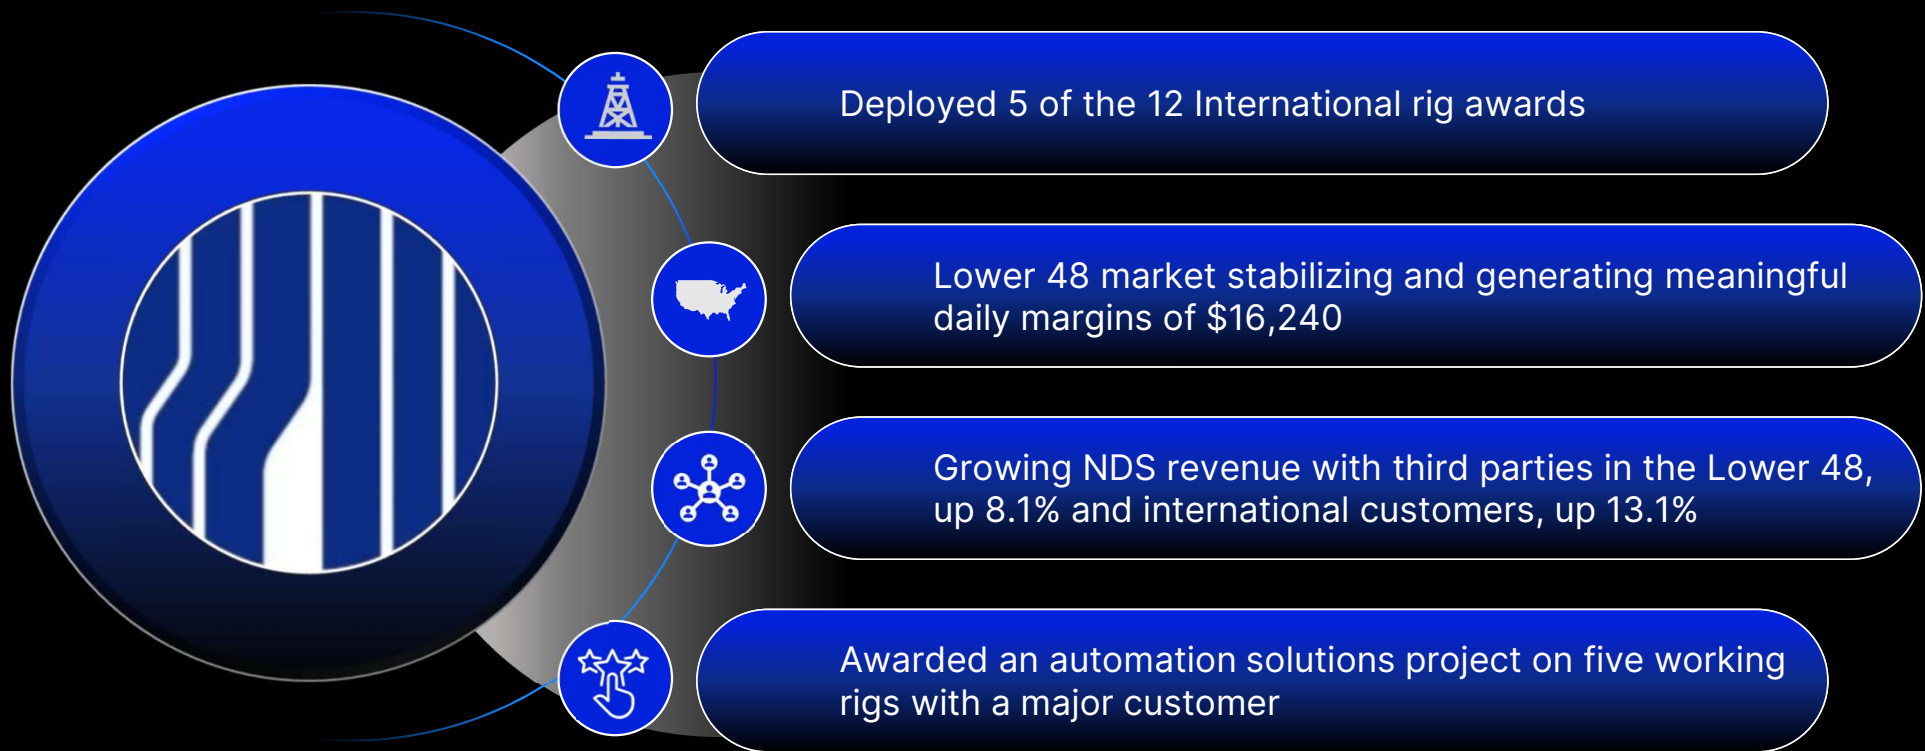 Deployed 5 of the 12 International rig awards
Lower 48 market stabilizing and generating meaningful
daily margins of $16,240
Growing NDS revenue with third parties in the Lower 48,
up 8.1% and international customers, up 13.1%
Awarded an automation solutions project on five working
rigs with a major customer